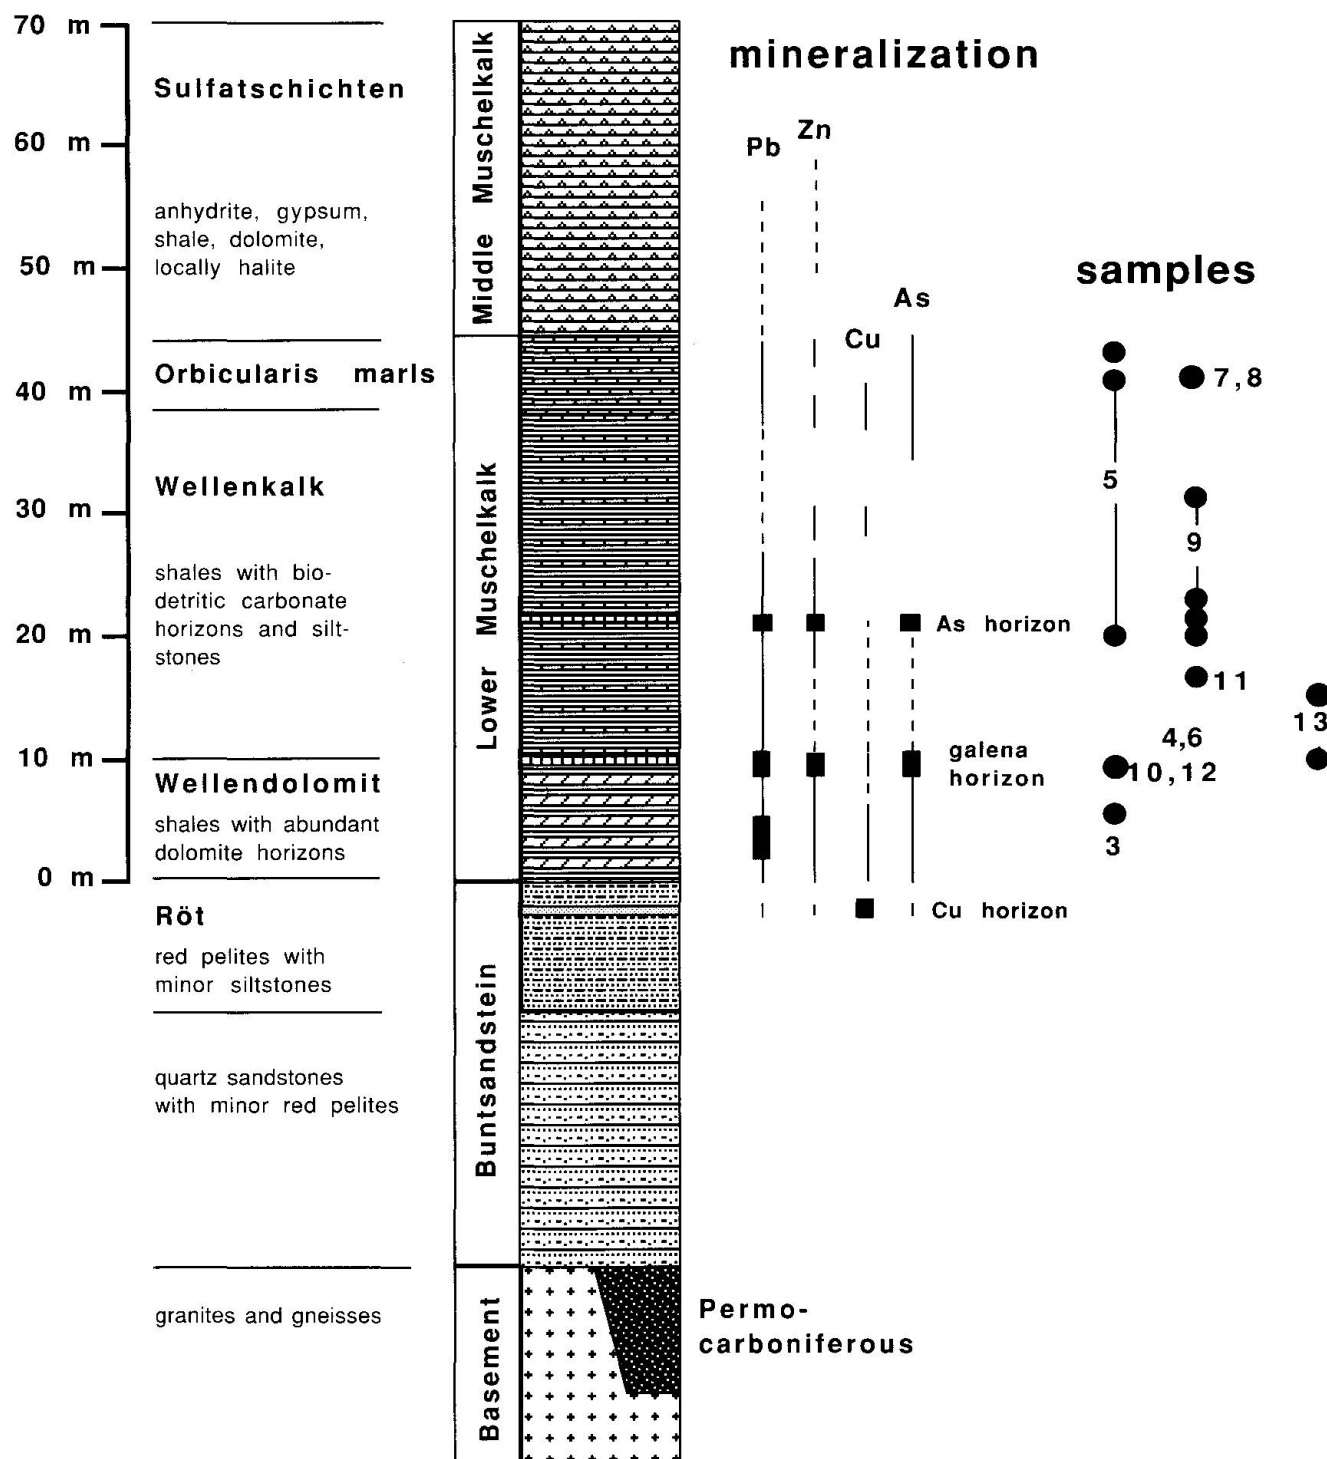 70 m
60 m
50 m
40 m
30 m
20 m
10 m
0 m
Sulfatschichten
anhydrite, gypsum,
shale, dolomite,
locally halite
Orbicularis marls
Wellenkalk
shales with bio-
detritic carbonate
horizons and silt-
stones
Wellendolomit
shales with abundant
dolomite horizons
Röt
red pelites with
minor siltstones
quartz sandstones
with minor red pelites
granites and gneisses
Middle Muschelkalk
Lower Muschelkalk
Buntsandstein
Basement
Permo-
carboniferous
mineralization
Pb
Zn
Cu
As
As horizon
galena
horizon
Cu horizon
samples
7,8
5
9
11
13
4,6
10,12
3